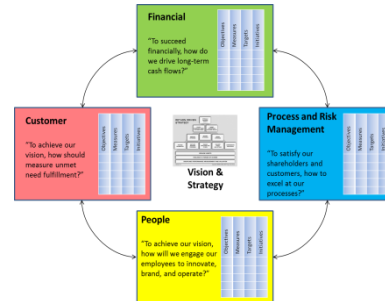 Financial
"To succeed
financially, how do
we drive long-term
cash flows?"
Objectives
Measures
Targets
Initiatives
Customer
"To achieve our
vision, how should
measure unmet
need fulfillment?"
Objectives
Measures
Targets
Initiatives
Vision &
Strategy
Process and Risk
Management
"To satisfy our
shareholders and
customers, how to
excel at our
processes?"
Objectives
Measures
Targets
Initiatives
People
"To achieve our vision,
how will we engage our
employees to innovate,
brand, and operate?"
Objectives
Measures
Targets
Initiatives